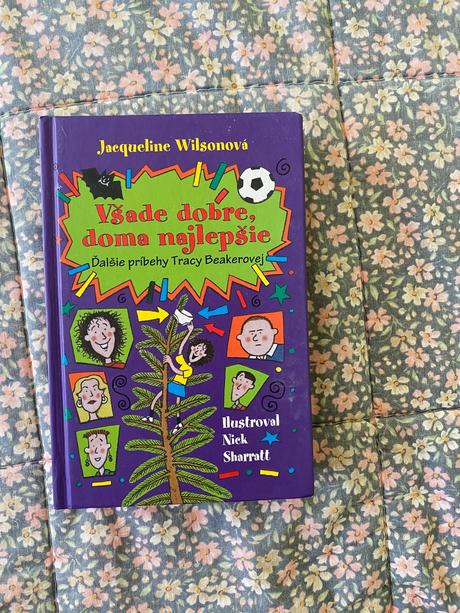 Jacqueline Wilsonová
Všade dobre,
doma najlepšie
Ďalšie príbehy Tracy Beakerovej
Ilustroval
Nick
Sharratt